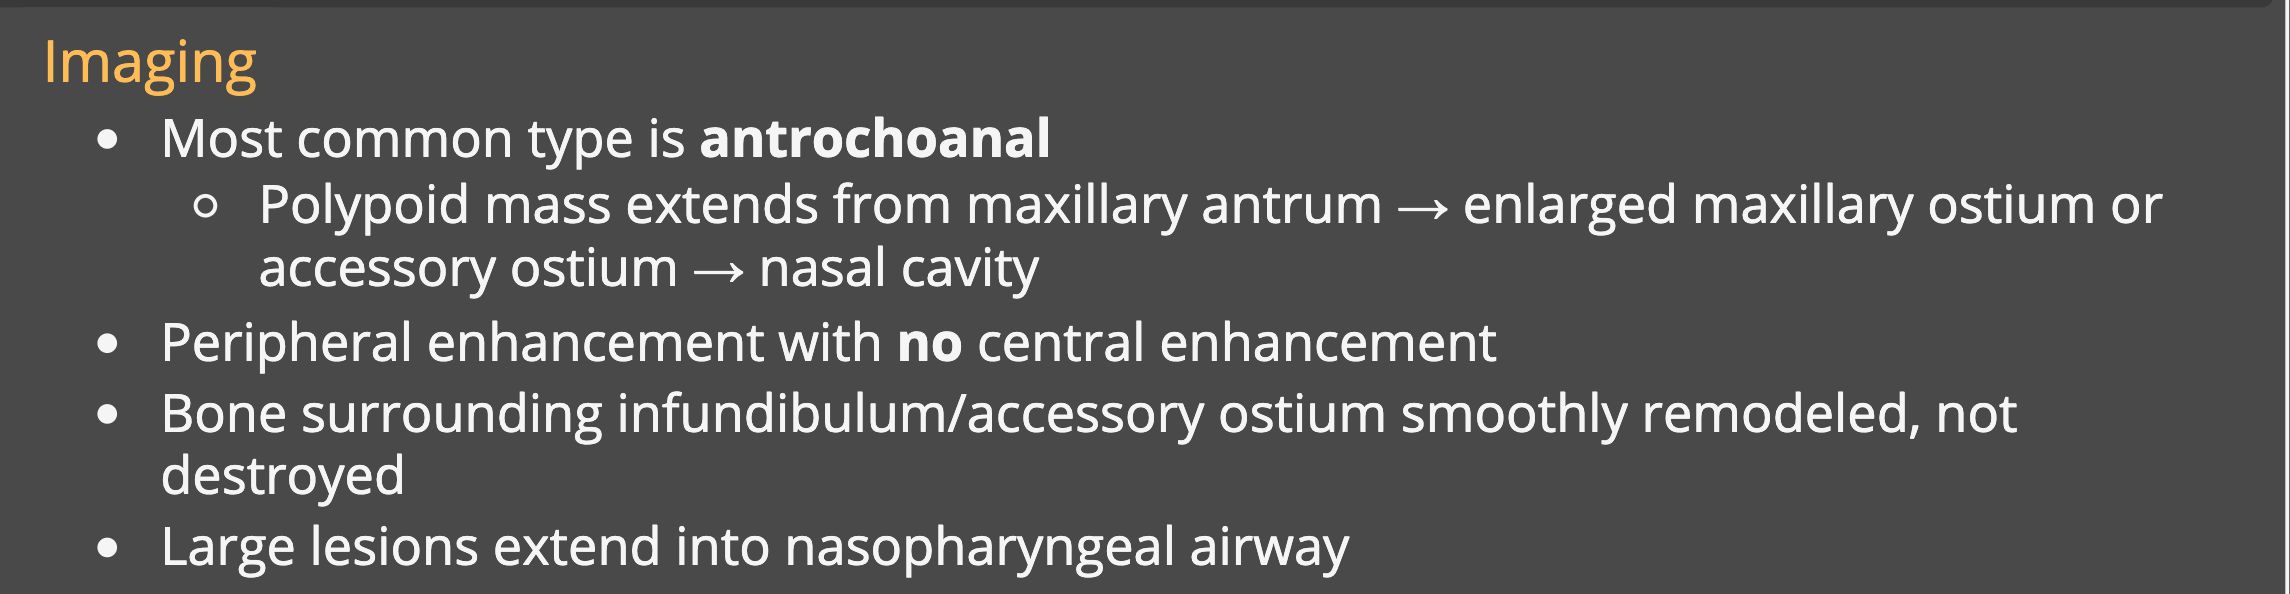 Imaging
• Most common type is antrochoanal
○ Polypoid mass extends from maxillary antrum → enlarged maxillary ostium or
accessory ostium → nasal cavity
• Peripheral enhancement with no central enhancement
• Bone surrounding infundibulum/accessory ostium smoothly remodeled, not
destroyed
• Large lesions extend into nasopharyngeal airway